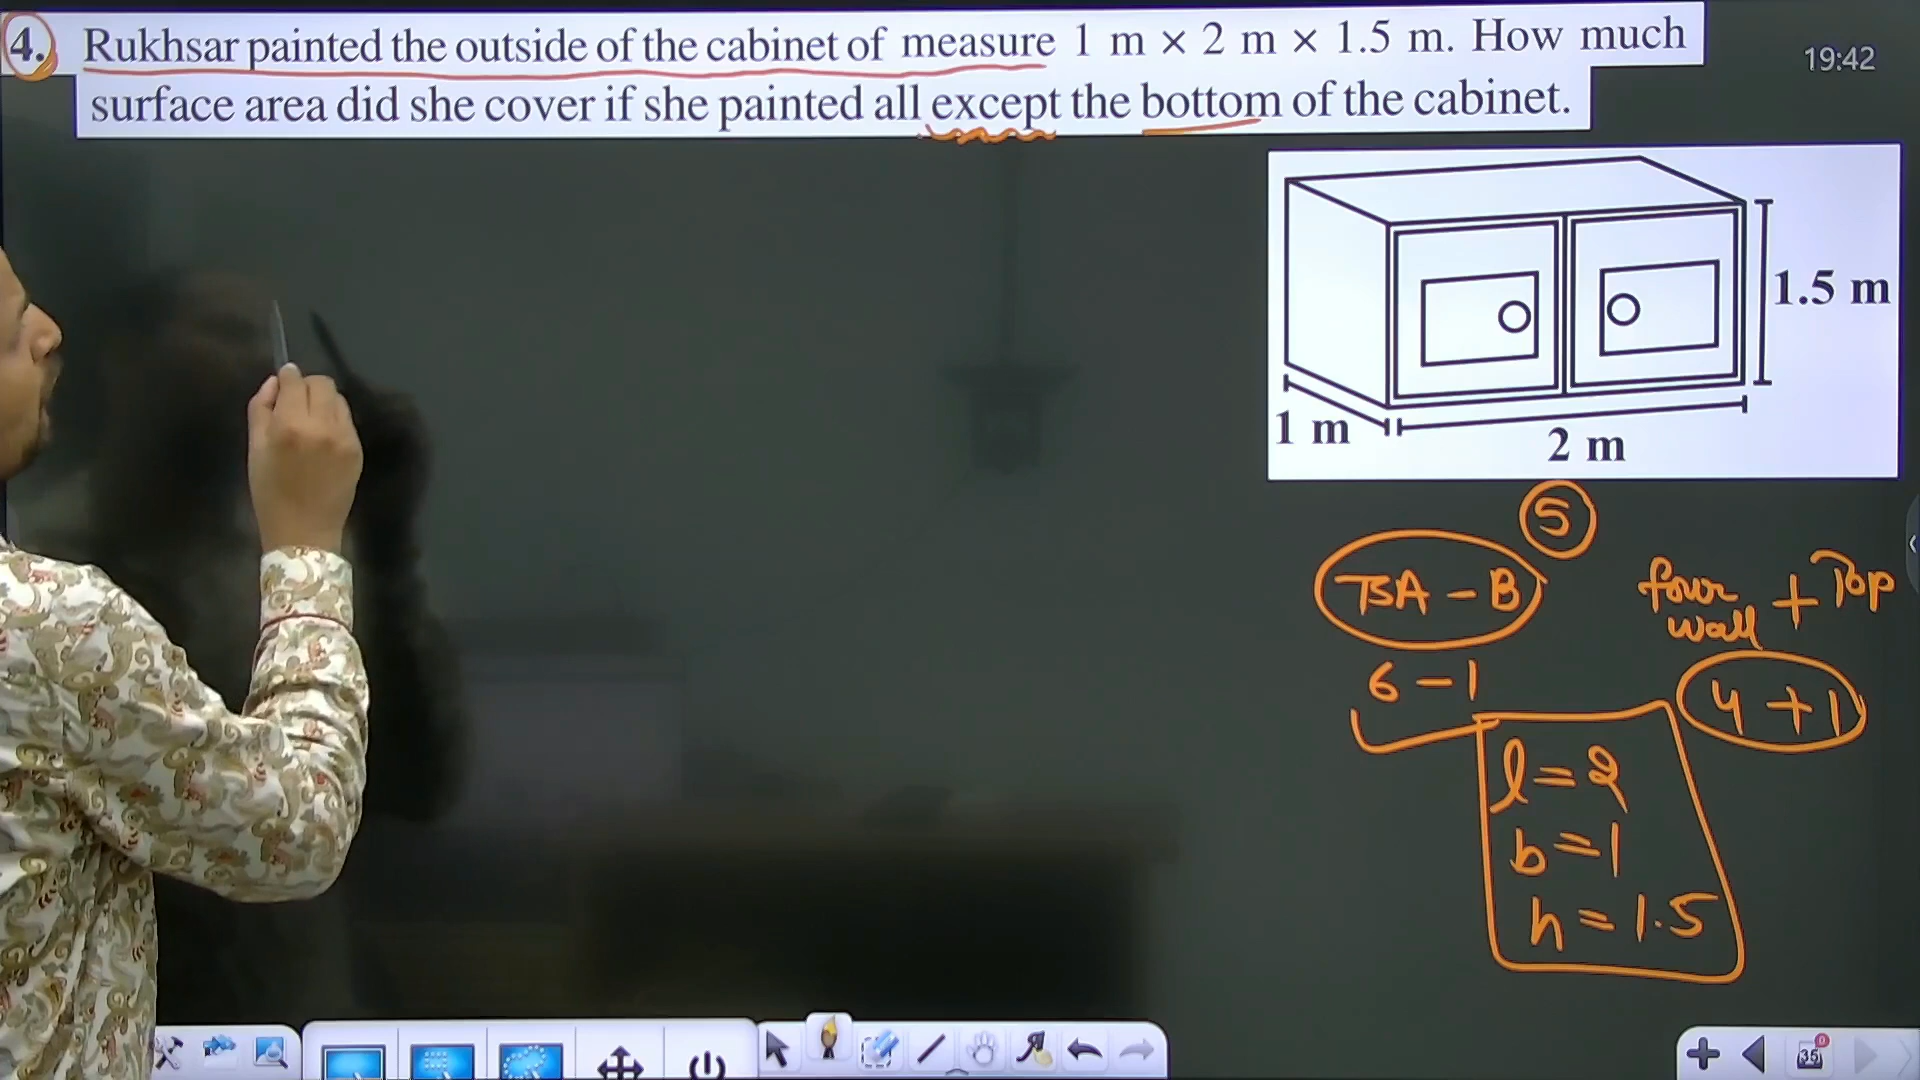 4. Rukhsar painted the outside of the cabinet of measure 1 m × 2 m × 1.5 m. How much
surface area did she cover if she painted all except the bottom of the cabinet.
19:42
1.5 m
1 m
2 m
5
TSA - B
four wall + Top
6 - 1
4 + 1
l = 2
b = 1
h = 1.5
35